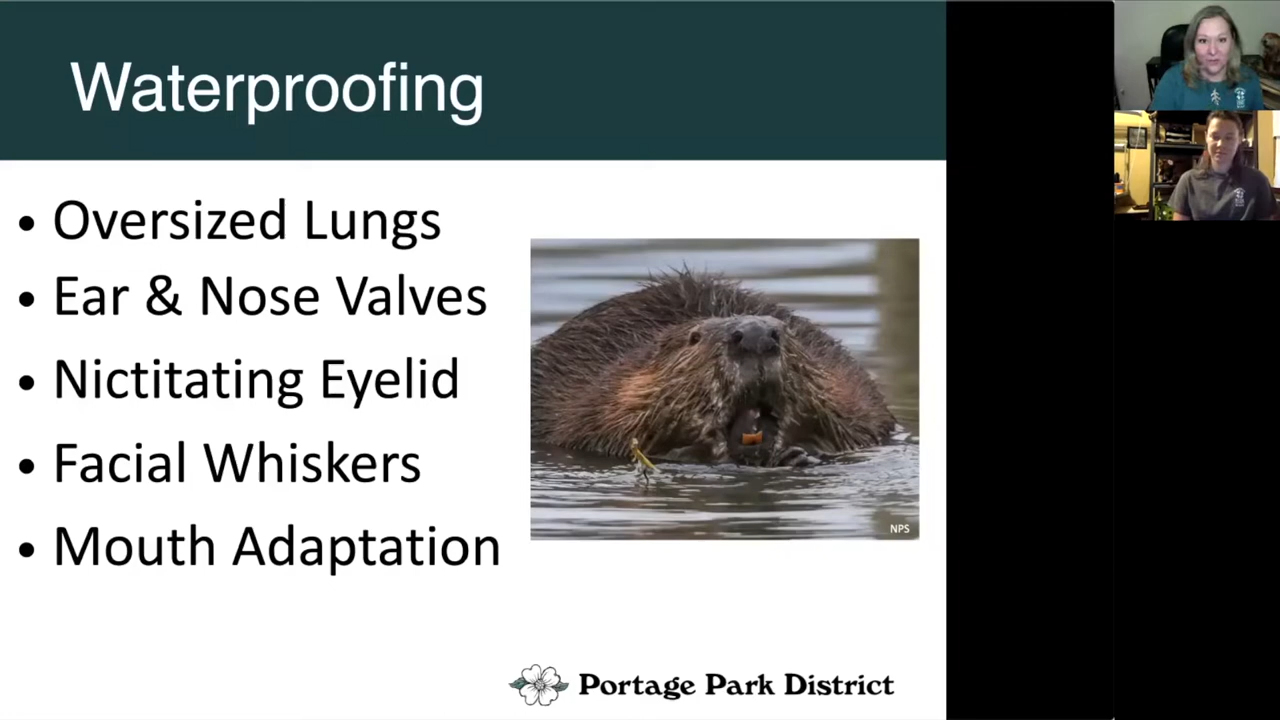 Waterproofing
• Oversized Lungs
• Ear & Nose Valves
• Nictitating Eyelid
• Facial Whiskers
• Mouth Adaptation
NPS
Portage Park District